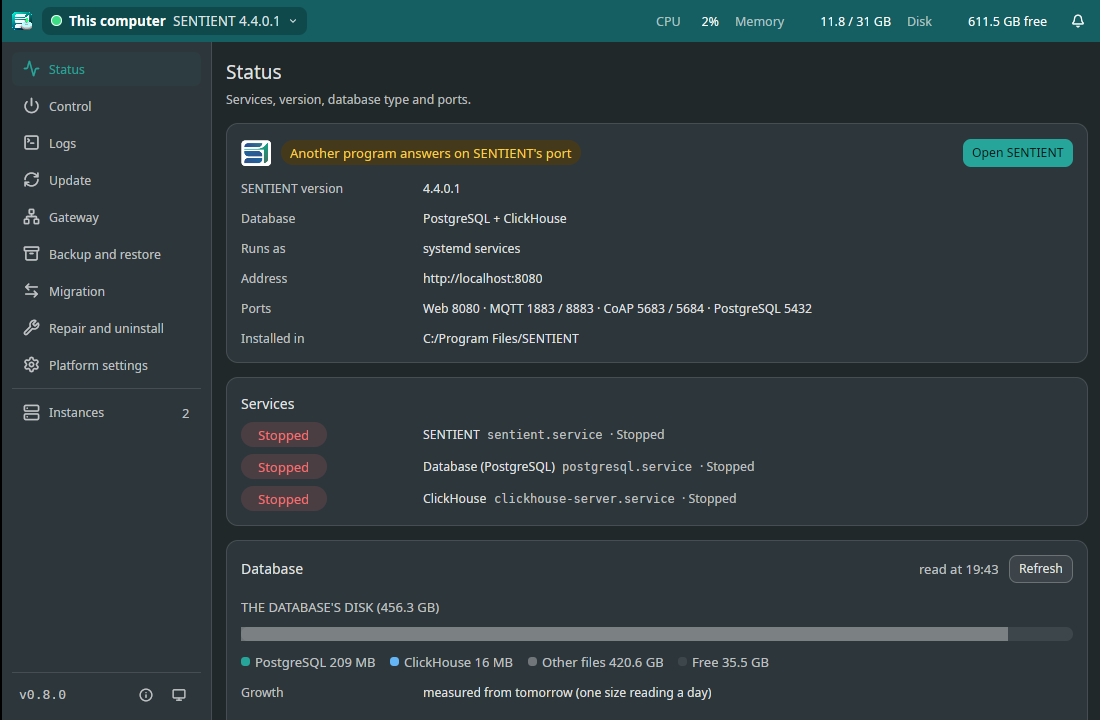 This computer SENTIENT 4.4.0.1 CPU 2% Memory 11.8 / 31 GB Disk 611.5 GB free
Status
Control
Logs
Update
Gateway
Backup and restore
Migration
Repair and uninstall
Platform settings
Instances 2
v0.8.0
Status
Services, version, database type and ports.
Another program answers on SENTIENT's port Open SENTIENT
SENTIENT version 4.4.0.1
Database PostgreSQL + ClickHouse
Runs as systemd services
Address http://localhost:8080
Ports Web 8080 · MQTT 1883 / 8883 · CoAP 5683 / 5684 · PostgreSQL 5432
Installed in C:/Program Files/SENTIENT
Services
Stopped SENTIENT sentient.service · Stopped
Stopped Database (PostgreSQL) postgresql.service · Stopped
Stopped ClickHouse clickhouse-server.service · Stopped
Database read at 19:43 Refresh
THE DATABASE'S DISK (456.3 GB)
PostgreSQL 209 MB ClickHouse 16 MB Other files 420.6 GB Free 35.5 GB
Growth measured from tomorrow (one size reading a day)